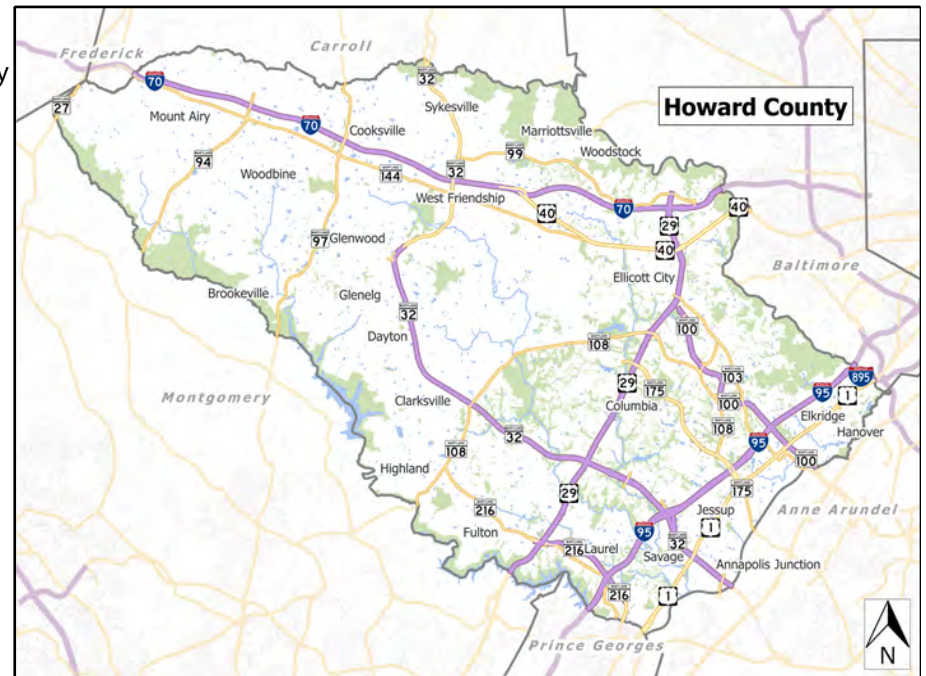 Frederick
Carroll
y
70
32
27
Sykesville
Howard County
Mount Airy
70
Cooksville
Marriottsville
Woodstock
99
94
32
144
Woodbine
West Friendship
40
70
40
29
97
Glenwood
40
Baltimore
Ellicott City
Brookeville
Glenelg
32
Dayton
100
108
103
895
95
29
175
1
Montgomery
Clarksville
Columbia
100
Elkridge
108
Hanover
32
95
108
100
Highland
29
175
216
Jessup
Anne Arundel
Fulton
95
1
216
Laurel
Savage
32
Annapolis Junction
216
1
Prince Georges
N